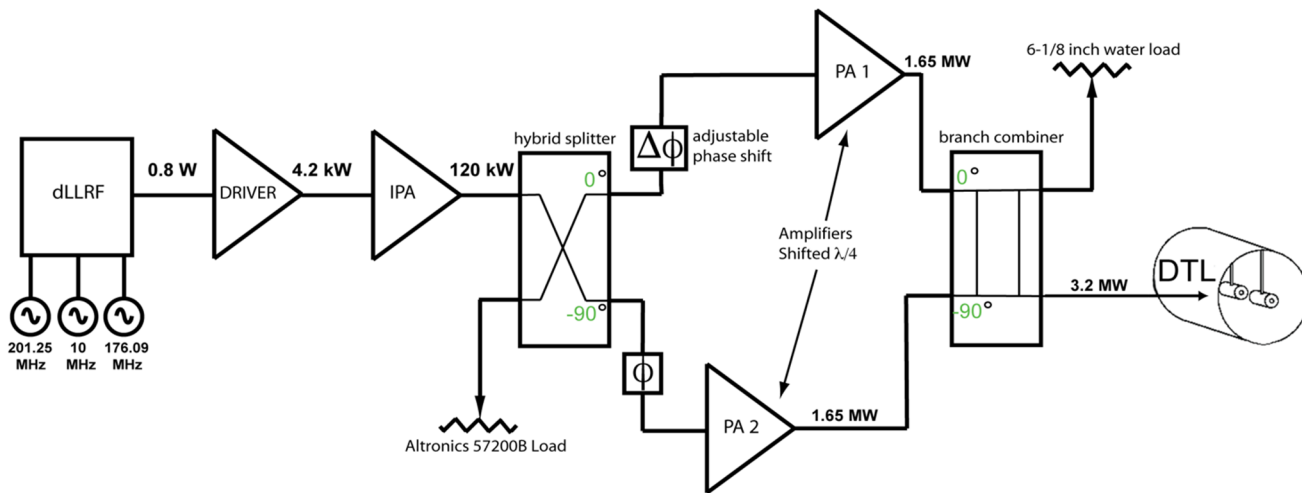 dLLRF
201.25
MHz
10
MHz
176.09
MHz
0.8 W
DRIVER
4.2 kW
IPA
120 kW
hybrid splitter
0°
-90°
Altronics 57200B Load
Δϕ
adjustable
phase shift
ϕ
PA 1
1.65 MW
Amplifiers
Shifted λ/4
PA 2
1.65 MW
branch combiner
0°
-90°
6-1/8 inch water load
3.2 MW
DTL